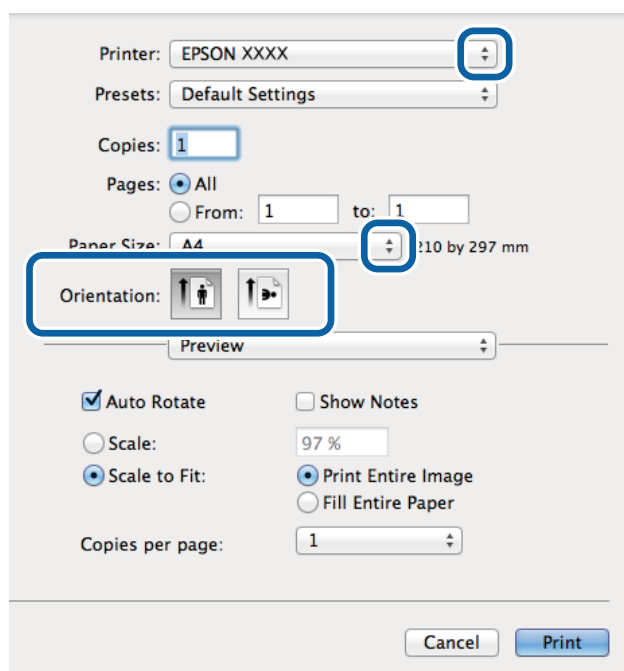 Printer: EPSON XXXX
Presets: Default Settings
Copies: 1
Pages: All
From: 1 to: 1
Paper Size: A4 210 by 297 mm
Orientation:
Preview
Auto Rotate Show Notes
Scale: 97 %
Scale to Fit: Print Entire Image
Fill Entire Paper
Copies per page: 1
Cancel Print